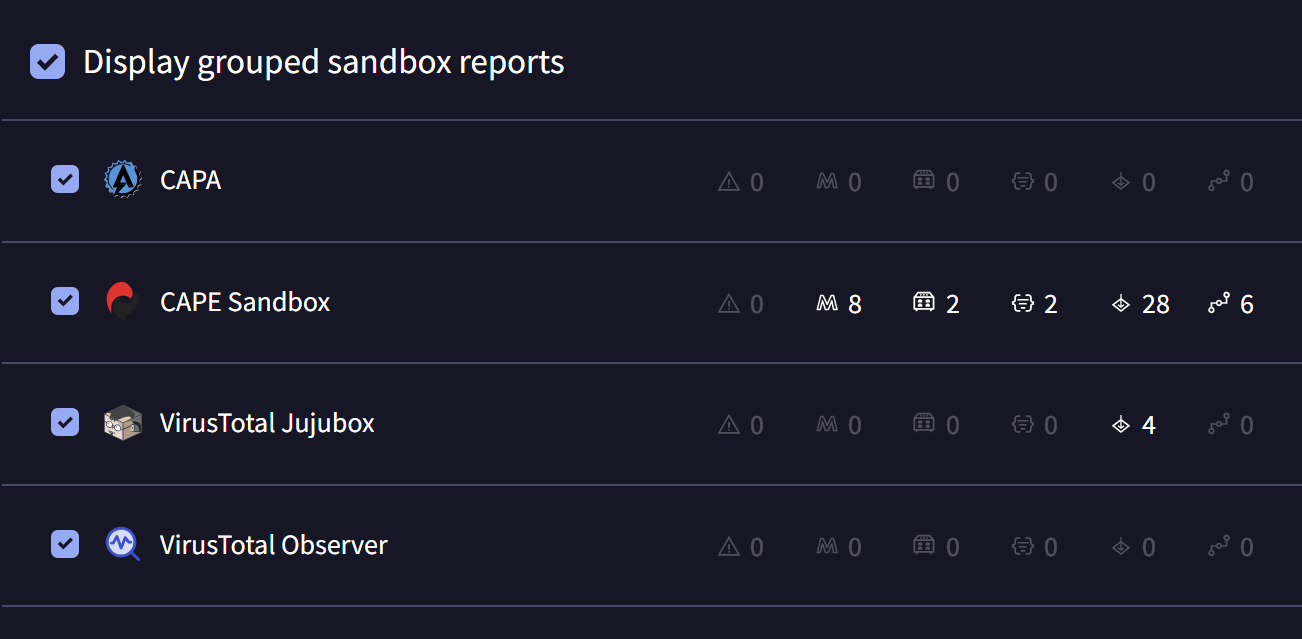 Display grouped sandbox reports
CAPA 0 0 0 0 0 0
CAPE Sandbox 0 8 2 2 28 6
VirusTotal Jujubox 0 0 0 0 4 0
VirusTotal Observer 0 0 0 0 0 0